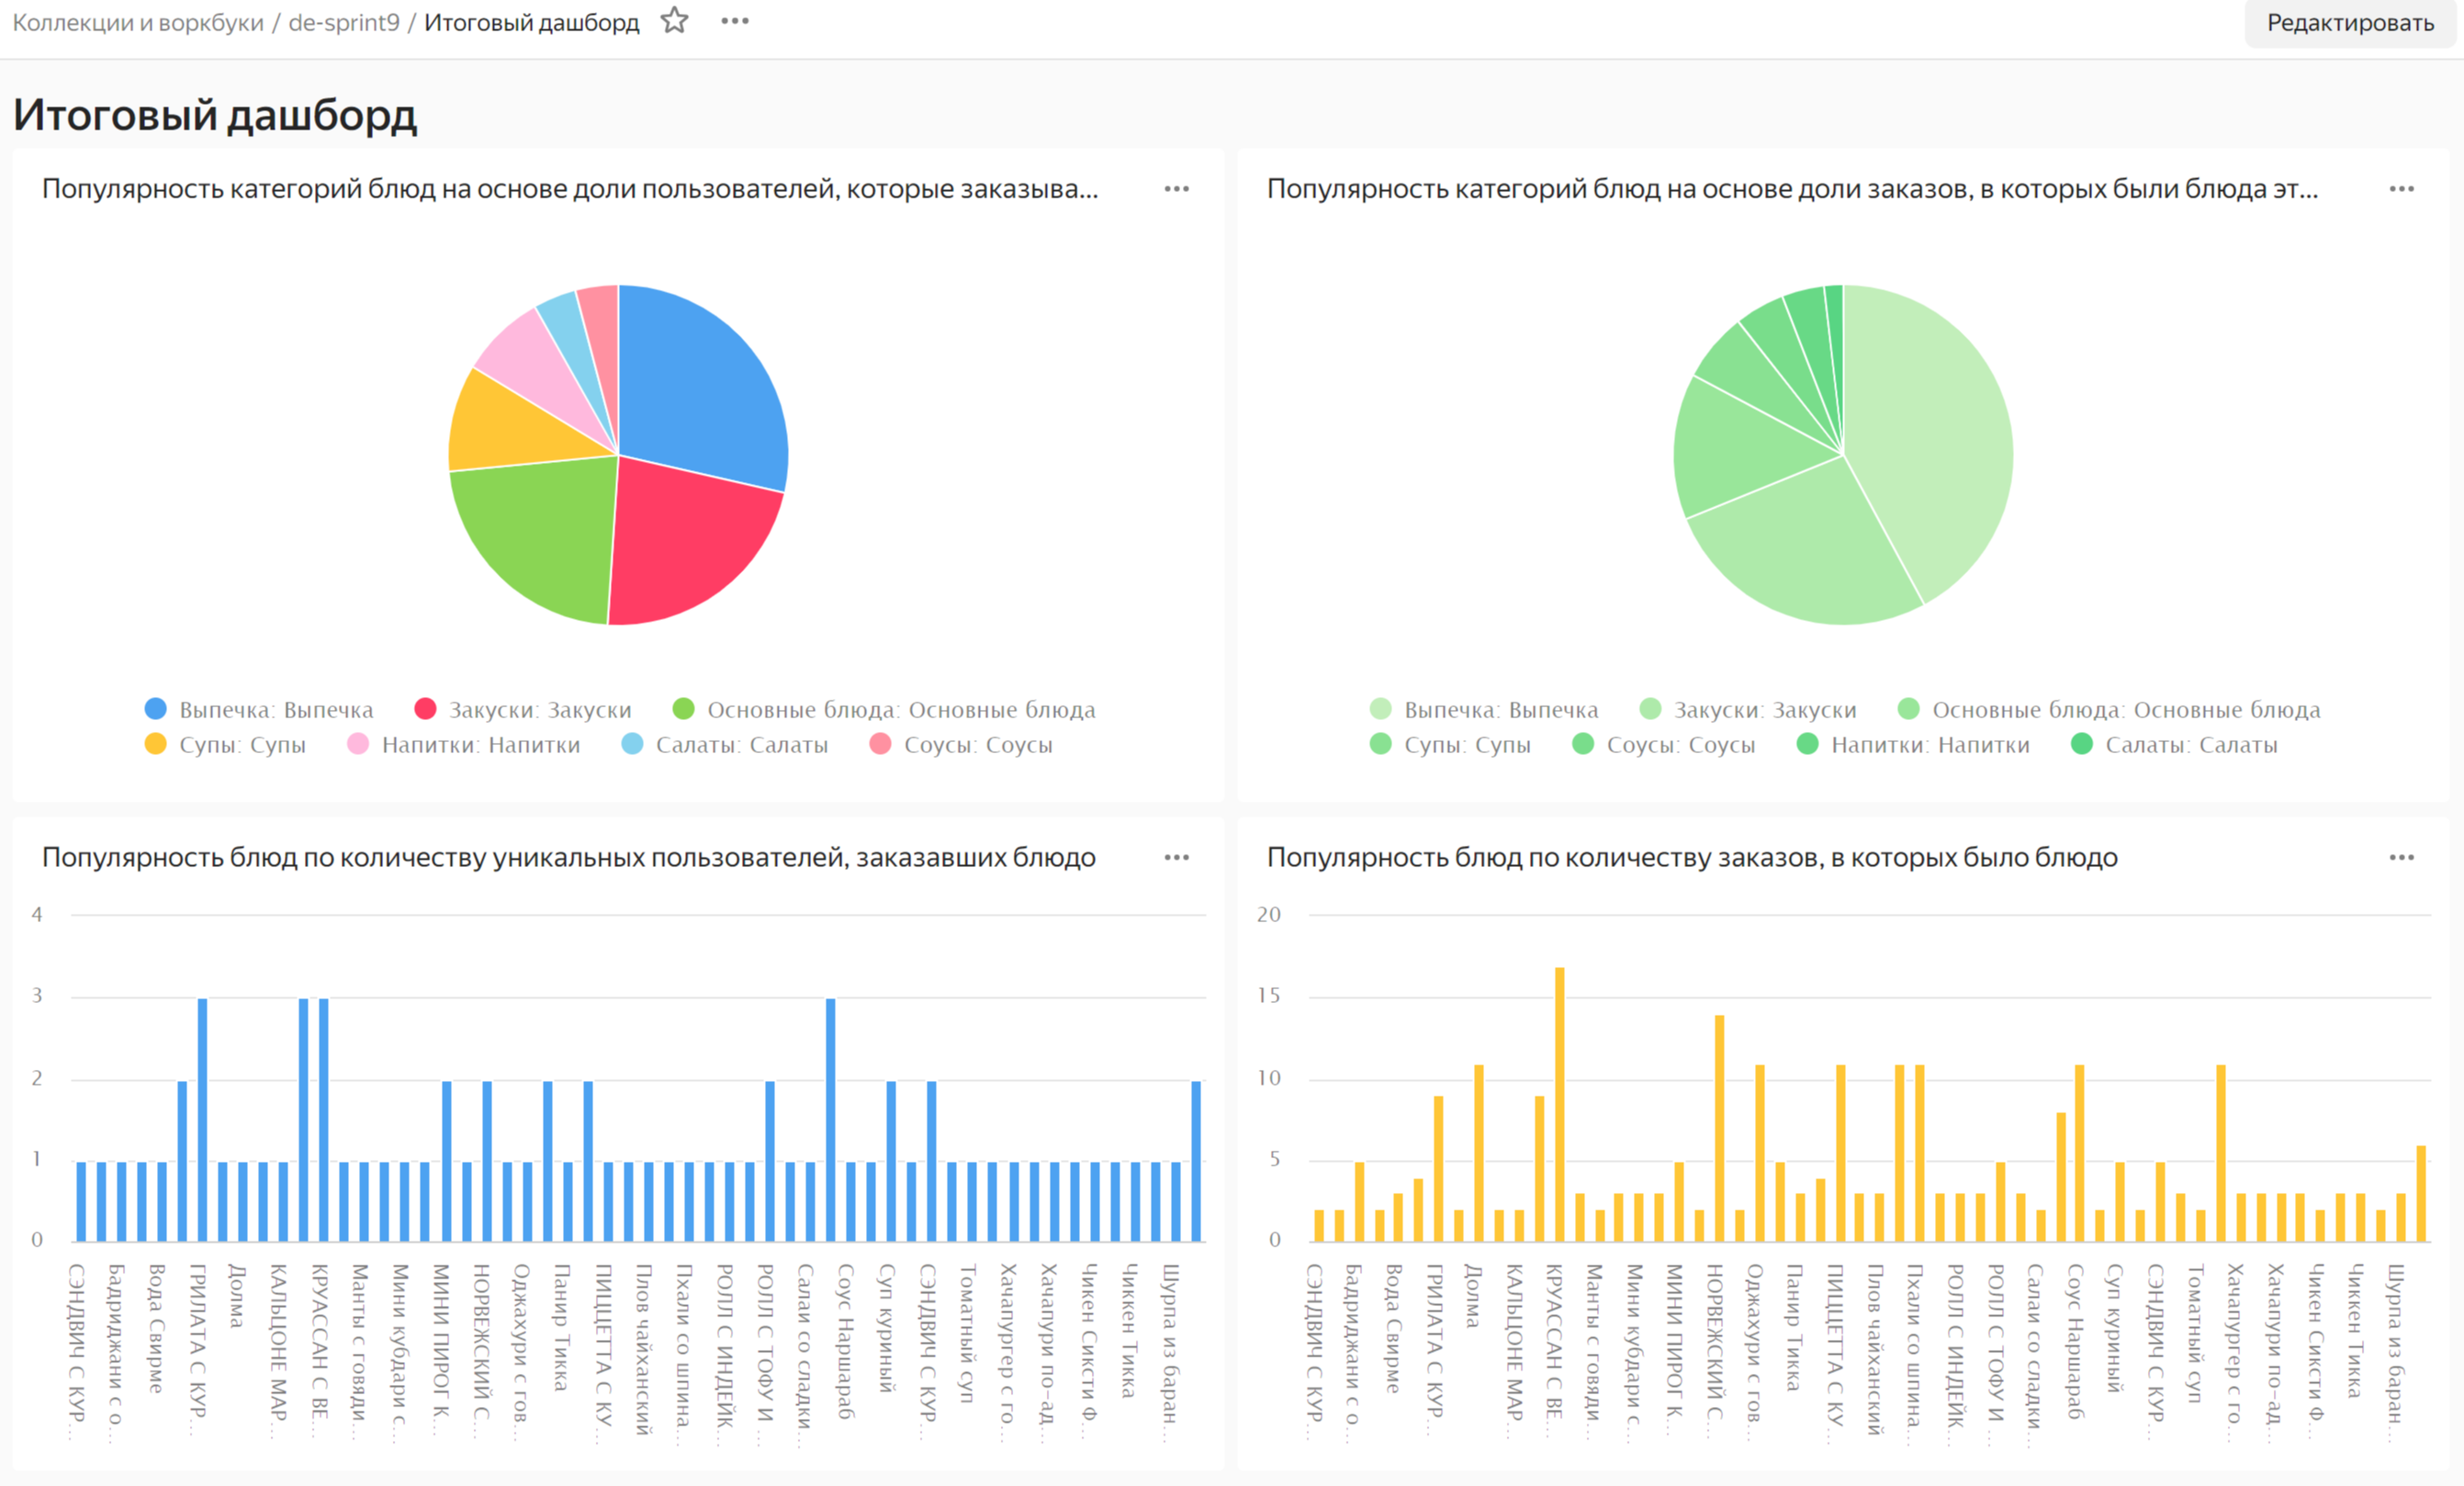 Коллекции и воркбуки / de-sprint9 / Итоговый дашборд
Редактировать
Итоговый дашборд
Популярность категорий блюд на основе доли пользователей, которые заказыва...
Выпечка: Выпечка
Закуски: Закуски
Основные блюда: Основные блюда
Супы: Супы
Напитки: Напитки
Салаты: Салаты
Соусы: Соусы
Популярность категорий блюд на основе доли заказов, в которых были блюда эт...
Выпечка: Выпечка
Закуски: Закуски
Основные блюда: Основные блюда
Супы: Супы
Соусы: Соусы
Напитки: Напитки
Салаты: Салаты
Популярность блюд по количеству уникальных пользователей, заказавших блюдо
4
3
2
1
0
СЭНДВИЧ С КУР...
Бадриджани с о...
Вода Свирме
ГРИЛАТА С КУР...
Долма
КАЛЬЦОНЕ МАР...
КРУАССАН С ВЕ...
Манты с говяди...
Мини кубдари с...
МИНИ ПИРОГ К...
НОРВЕЖСКИЙ С...
Оджахури с гов...
Панир Тикка
ПИЦЦЕТТА С КУ...
Плов чайханский
Пхали со шпина...
РОЛЛ С ИНДЕЙК...
РОЛЛ С ТОФУ И ...
Салаи со сладки...
Соус Наршараб
Суп куриный
СЭНДВИЧ С КУР...
Томатный суп
Хачапургер с го...
Хачапури по-ад...
Чикен Сиксти Ф...
Чиккен Тикка
Шурпа из баран...
Популярность блюд по количеству заказов, в которых было блюдо
20
15
10
5
0
СЭНДВИЧ С КУР...
Бадриджани с о...
Вода Свирме
ГРИЛАТА С КУР...
Долма
КАЛЬЦОНЕ МАР...
КРУАССАН С ВЕ...
Манты с говяди...
Мини кубдари с...
МИНИ ПИРОГ К...
НОРВЕЖСКИЙ С...
Оджахури с гов...
Панир Тикка
ПИЦЦЕТТА С КУ...
Плов чайханский
Пхали со шпина...
РОЛЛ С ИНДЕЙК...
РОЛЛ С ТОФУ И ...
Салаи со сладки...
Соус Наршараб
Суп куриный
СЭНДВИЧ С КУР...
Томатный суп
Хачапургер с го...
Хачапури по-ад...
Чикен Сиксти Ф...
Чиккен Тикка
Шурпа из баран...